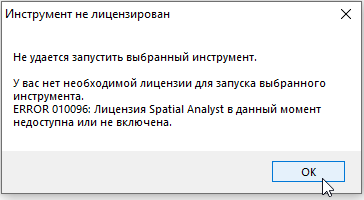 Инструмент не лицензирован
Не удается запустить выбранный инструмент.
У вас нет необходимой лицензии для запуска выбранного
инструмента.
ERROR 010096: Лицензия Spatial Analyst в данный момент
недоступна или не включена.
OK